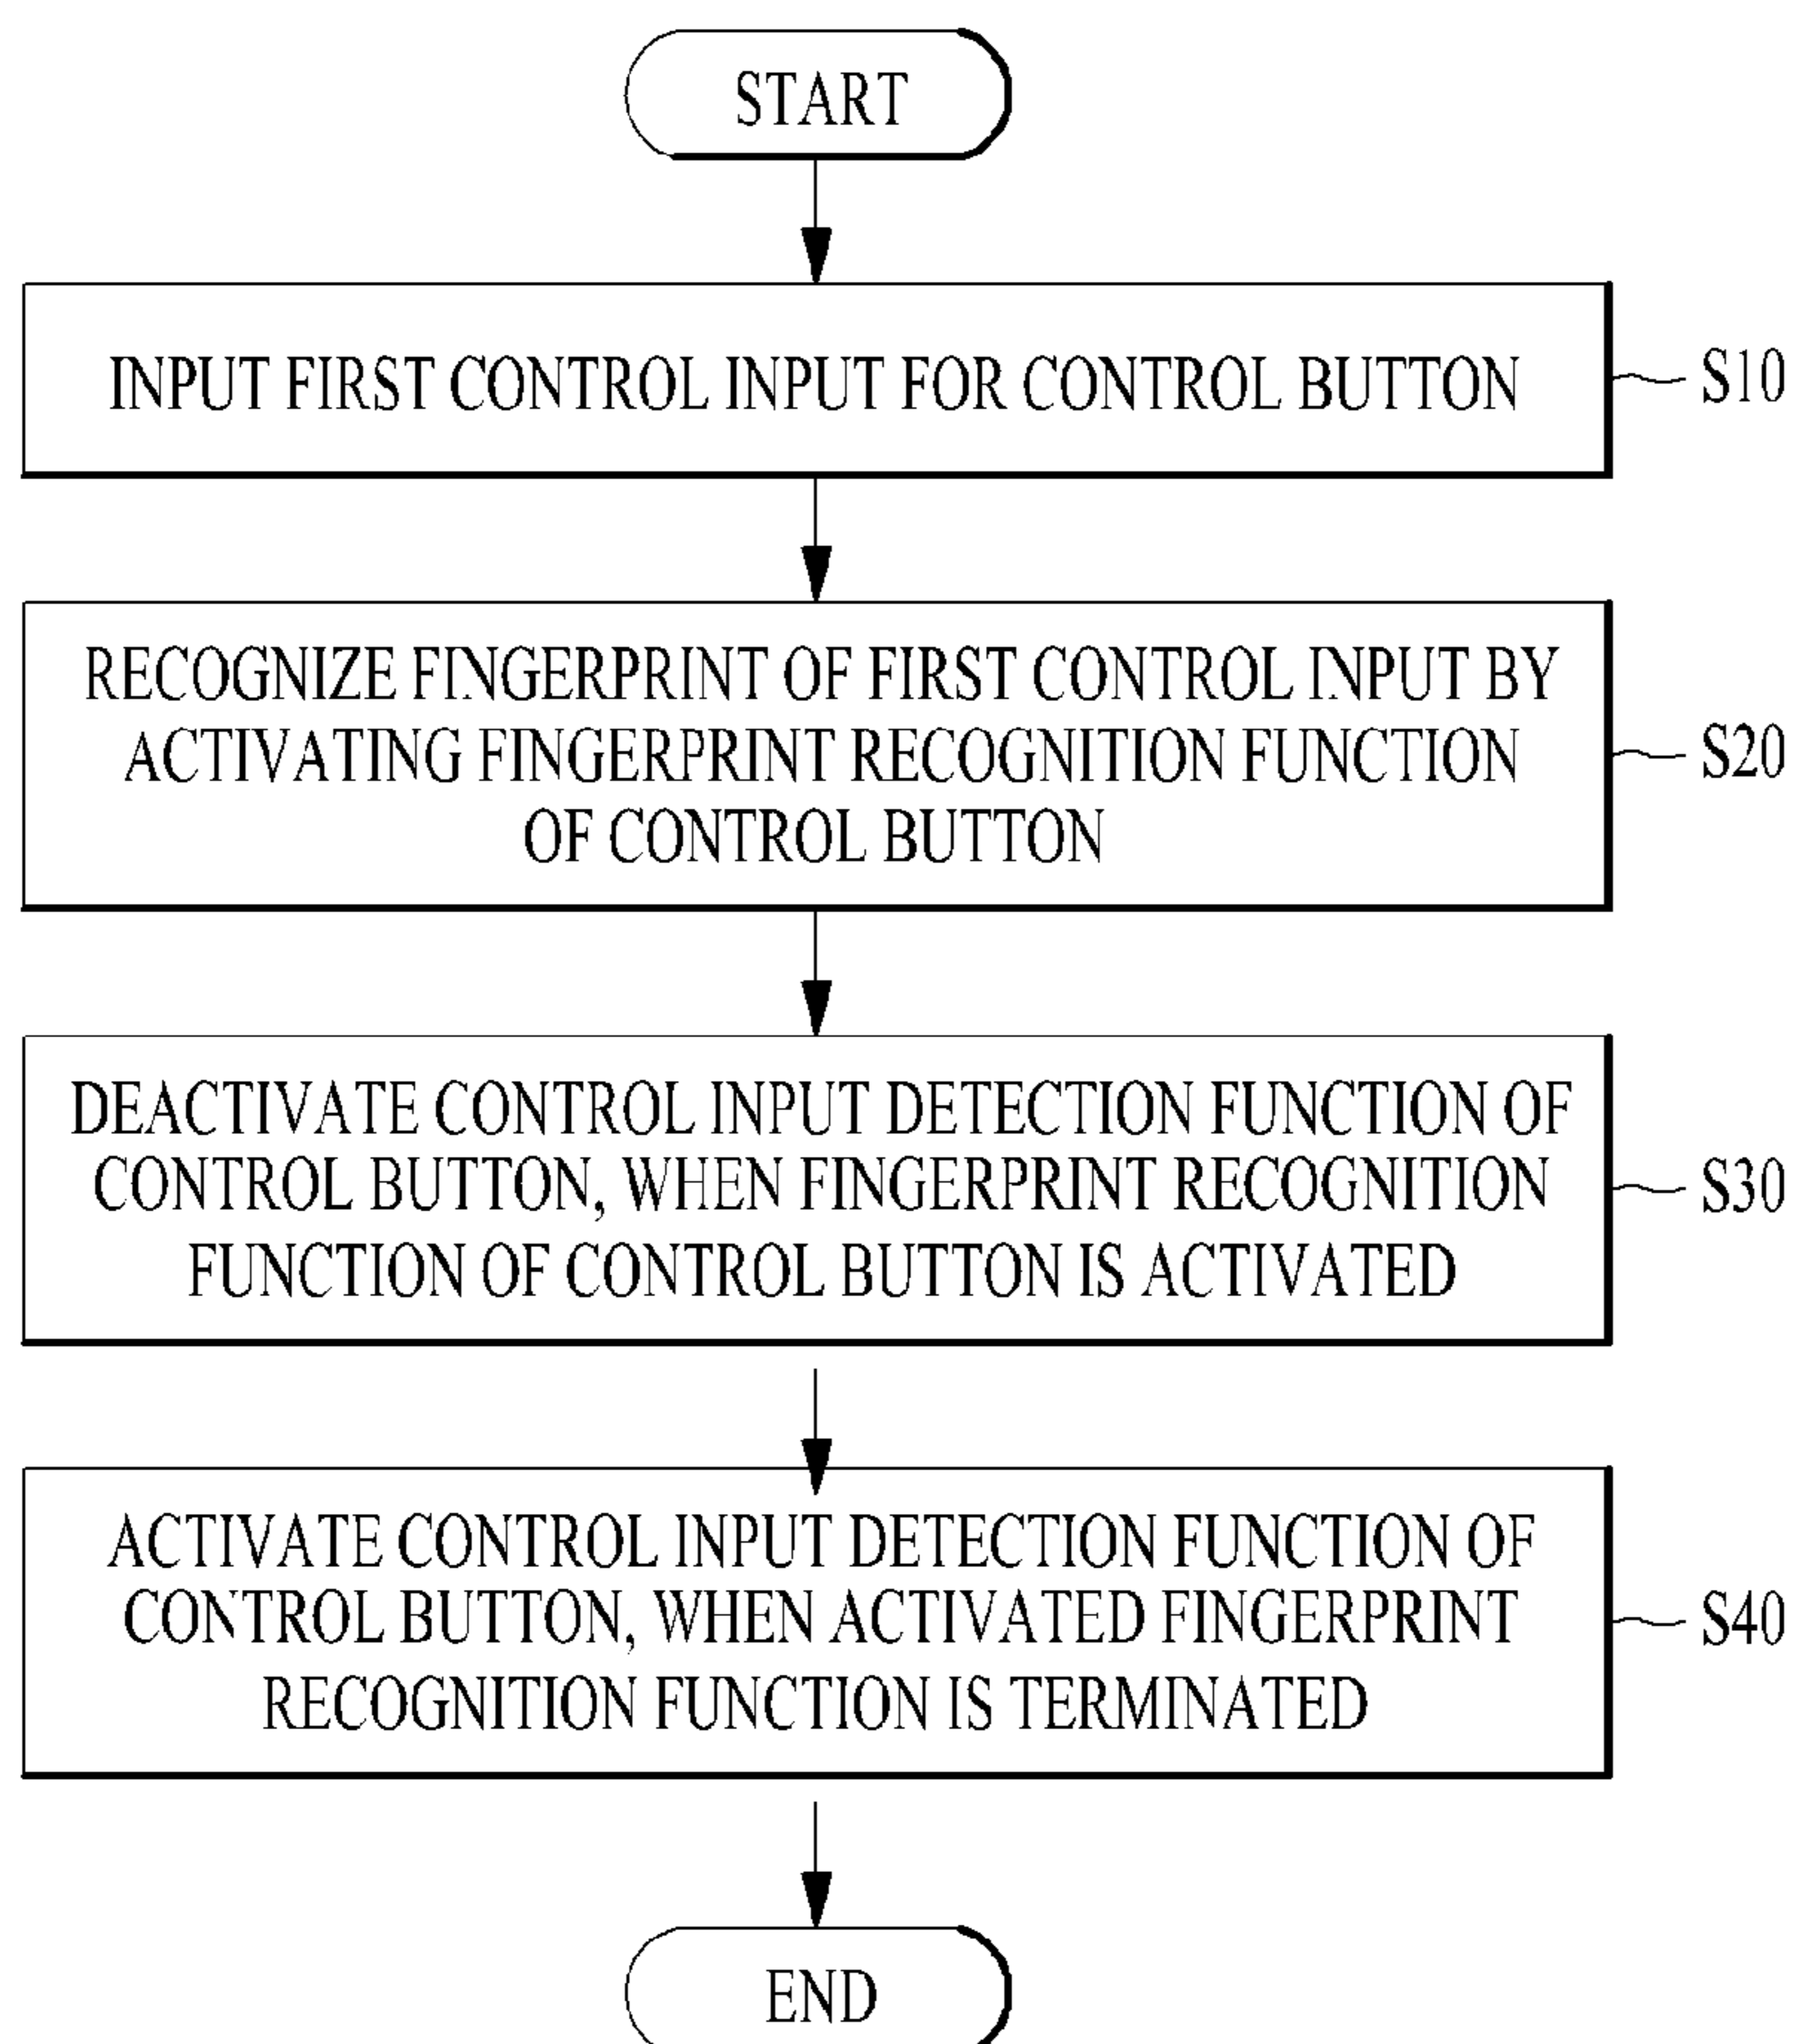 START
INPUT FIRST CONTROL INPUT FOR CONTROL BUTTON
S10
RECOGNIZE FINGERPRINT OF FIRST CONTROL INPUT BY
ACTIVATING FINGERPRINT RECOGNITION FUNCTION
OF CONTROL BUTTON
S20
DEACTIVATE CONTROL INPUT DETECTION FUNCTION OF
CONTROL BUTTON, WHEN FINGERPRINT RECOGNITION
FUNCTION OF CONTROL BUTTON IS ACTIVATED
S30
ACTIVATE CONTROL INPUT DETECTION FUNCTION OF
CONTROL BUTTON, WHEN ACTIVATED FINGERPRINT
RECOGNITION FUNCTION IS TERMINATED
S40
END